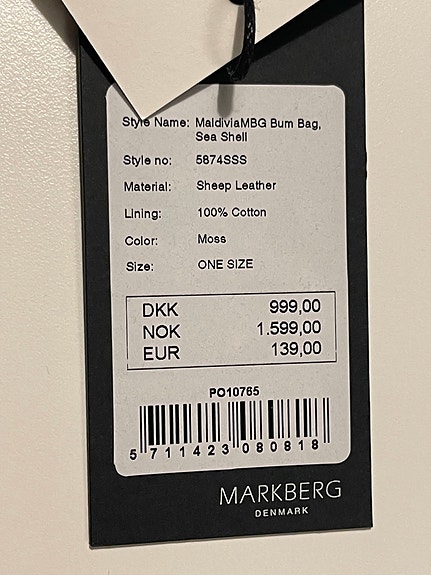 Style Name: MaldiviaMBG Bum Bag,
Sea Shell
Style no: 5874SSS
Material: Sheep Leather
Lining: 100% Cotton
Color: Moss
Size: ONE SIZE
DKK 999,00
NOK 1.599,00
EUR 139,00
PO10765
5 711423 080818
MARKBERG
DENMARK